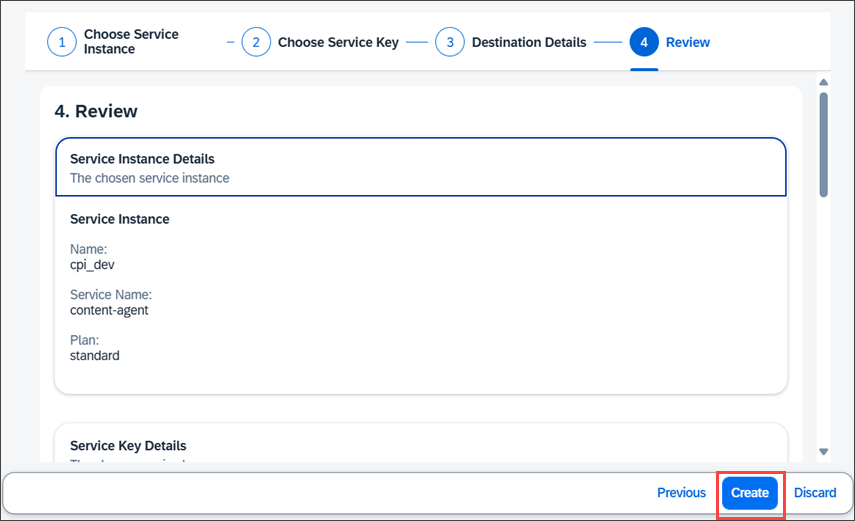 1 Choose Service
Instance
2 Choose Service Key
3 Destination Details
4 Review
4. Review
Service Instance Details
The chosen service instance
Service Instance
Name:
cpi_dev
Service Name:
content-agent
Plan:
standard
Service Key Details
Previous Create Discard